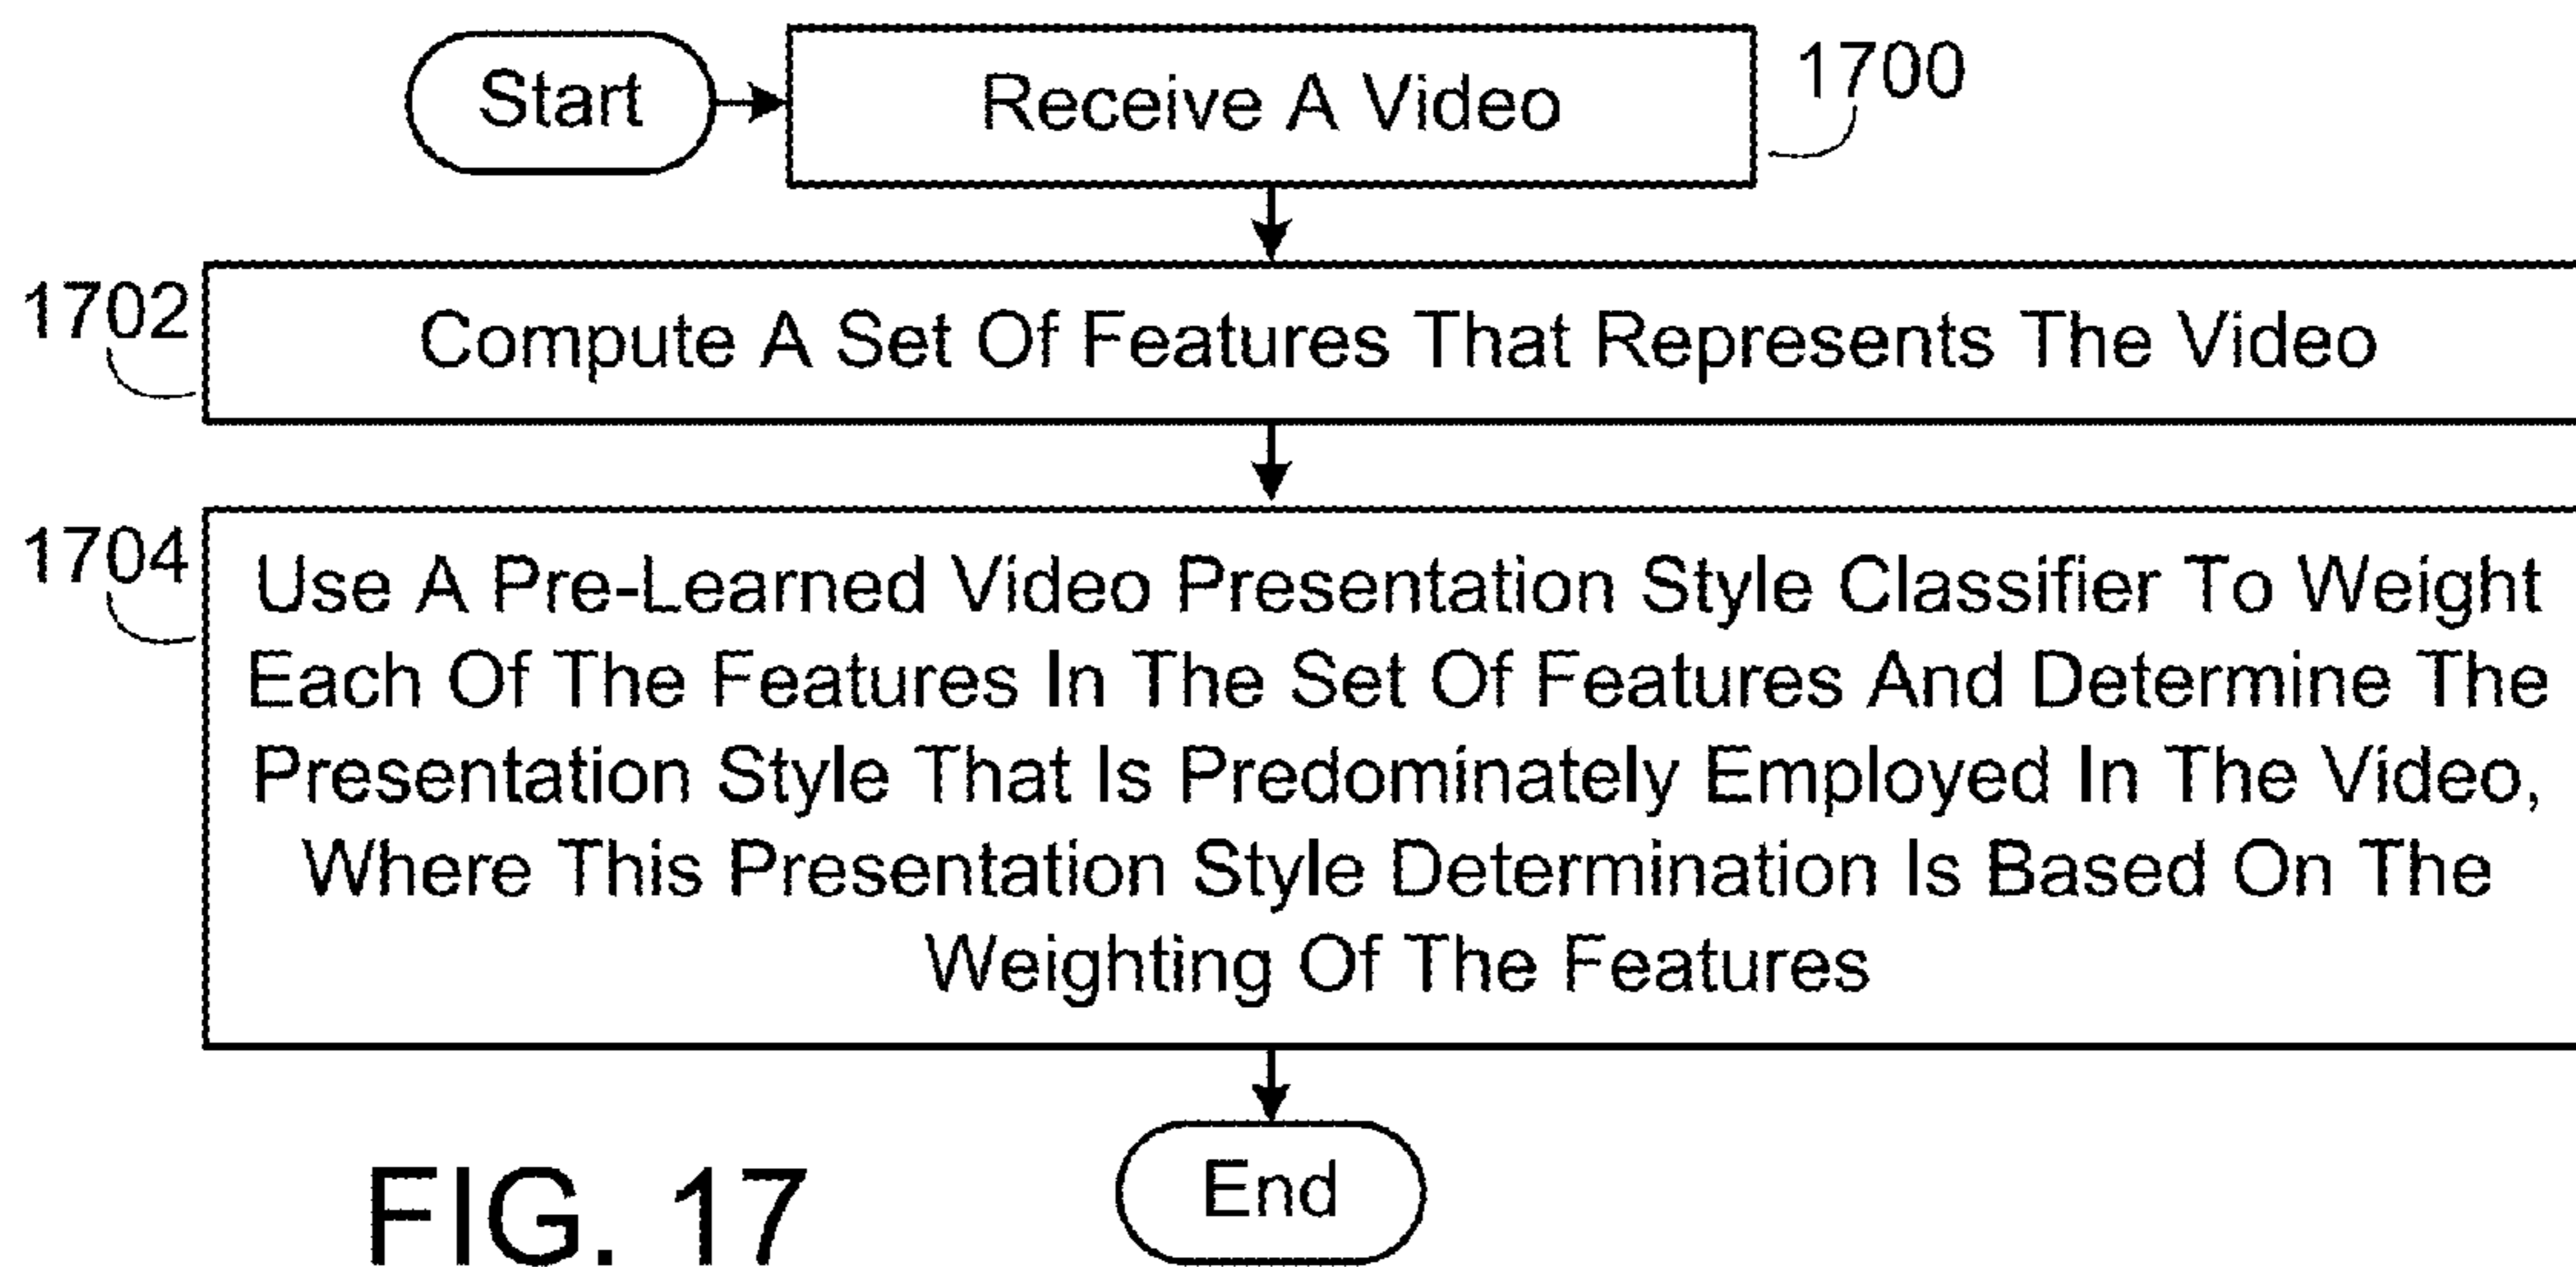 Start
Receive A Video
1700
1702
Compute A Set Of Features That Represents The Video
1704
Use A Pre-Learned Video Presentation Style Classifier To Weight
Each Of The Features In The Set Of Features And Determine The
Presentation Style That Is Predominately Employed In The Video,
Where This Presentation Style Determination Is Based On The
Weighting Of The Features
End
FIG. 17